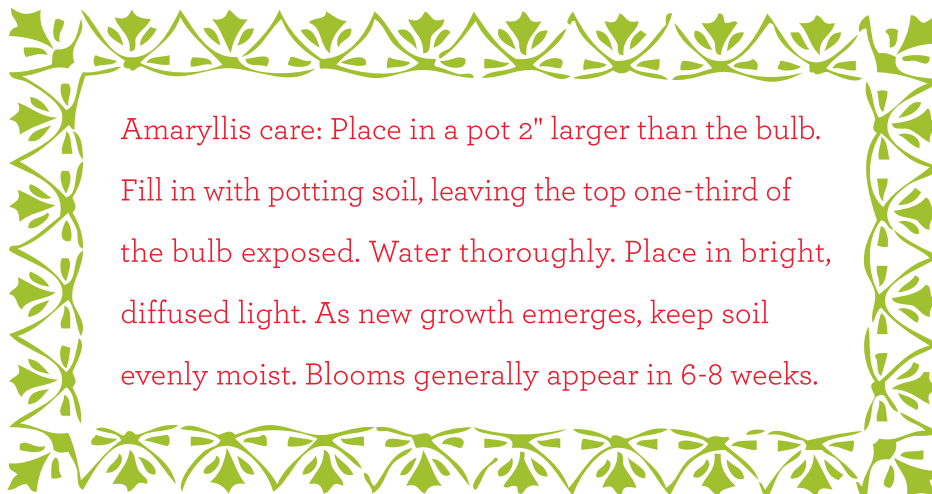 Amaryllis care: Place in a pot 2" larger than the bulb.
Fill in with potting soil, leaving the top one-third of
the bulb exposed. Water thoroughly. Place in bright,
diffused light. As new growth emerges, keep soil
evenly moist. Blooms generally appear in 6-8 weeks.